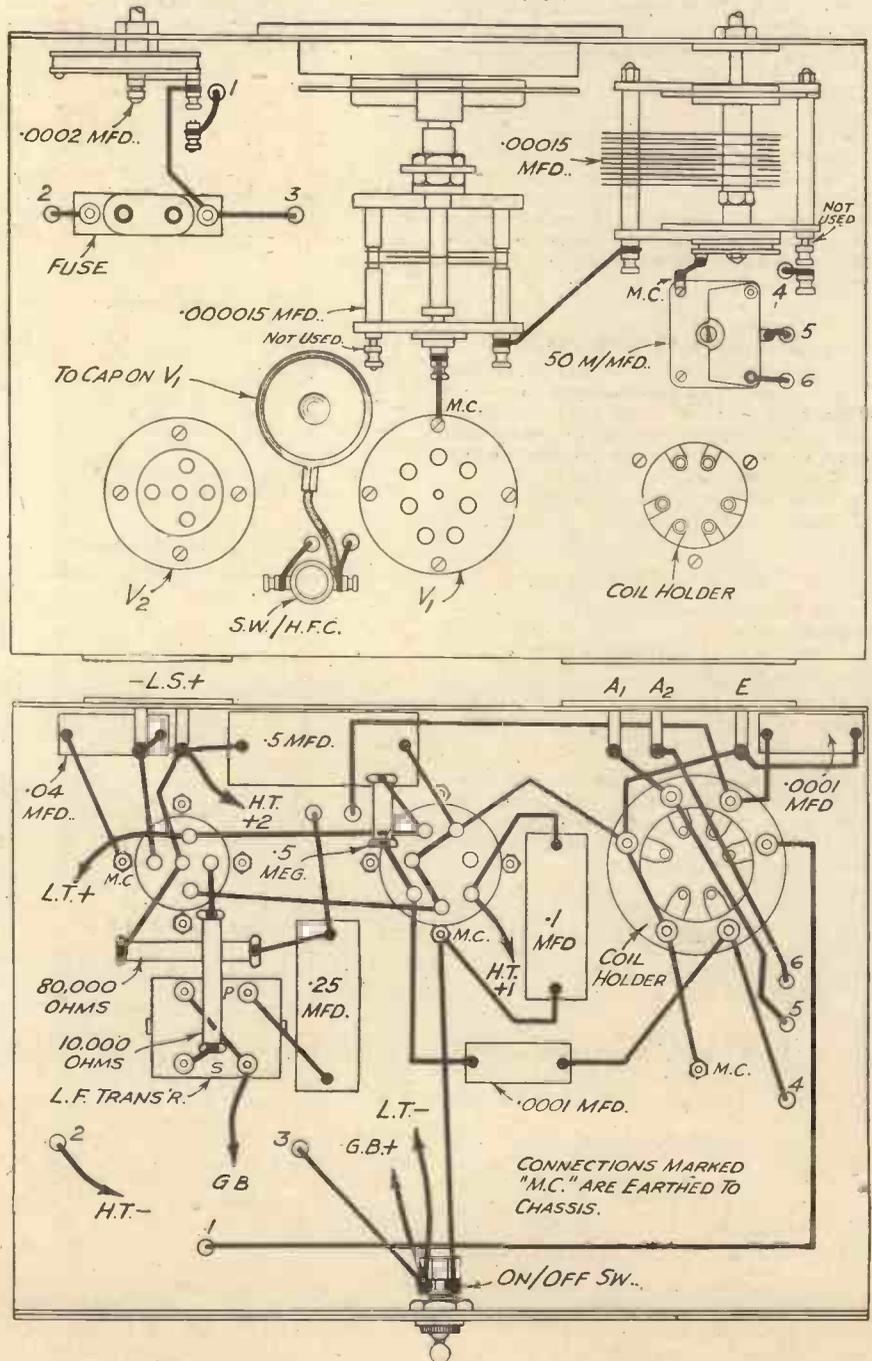 1
.0002 MFD..
2
3
FUSE
.00015
MFD..
NOT
USED
M.C.
4
5
50 M/MFD.
6
.000015 MFD..
NOT USED.
TO CAP ON V1
M.C.
V2
S.W./H.F.C.
V1
COIL HOLDER
-L.S.+
A1 A2 E
.04
MFD..
.5 MFD.
.0001
MFD
H.T.
+2
L.T.+
M.C
.5
MEG.
M.C.
H.T.
+1
.1
MFD
COIL
HOLDER
6
5
4
80,000
OHMS
P
.25
MFD.
10,000
OHMS
S
L.F. TRANS'R.
.0001 MFD.
M.C.
2
H.T.-
GB
3
L.T.-
G.B.+
CONNECTIONS MARKED
"M.C." ARE EARTHED TO
CHASSIS.
1
ON/OFF SW..